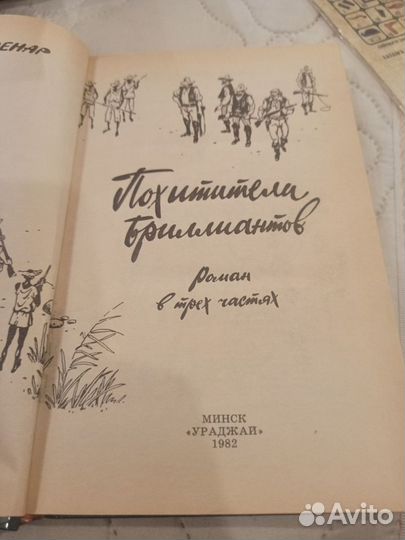 ЕНАР
Похитители
бриллиантов
Роман
в трех частях
МИНСК
«УРАДЖАЙ»
1982
Avito